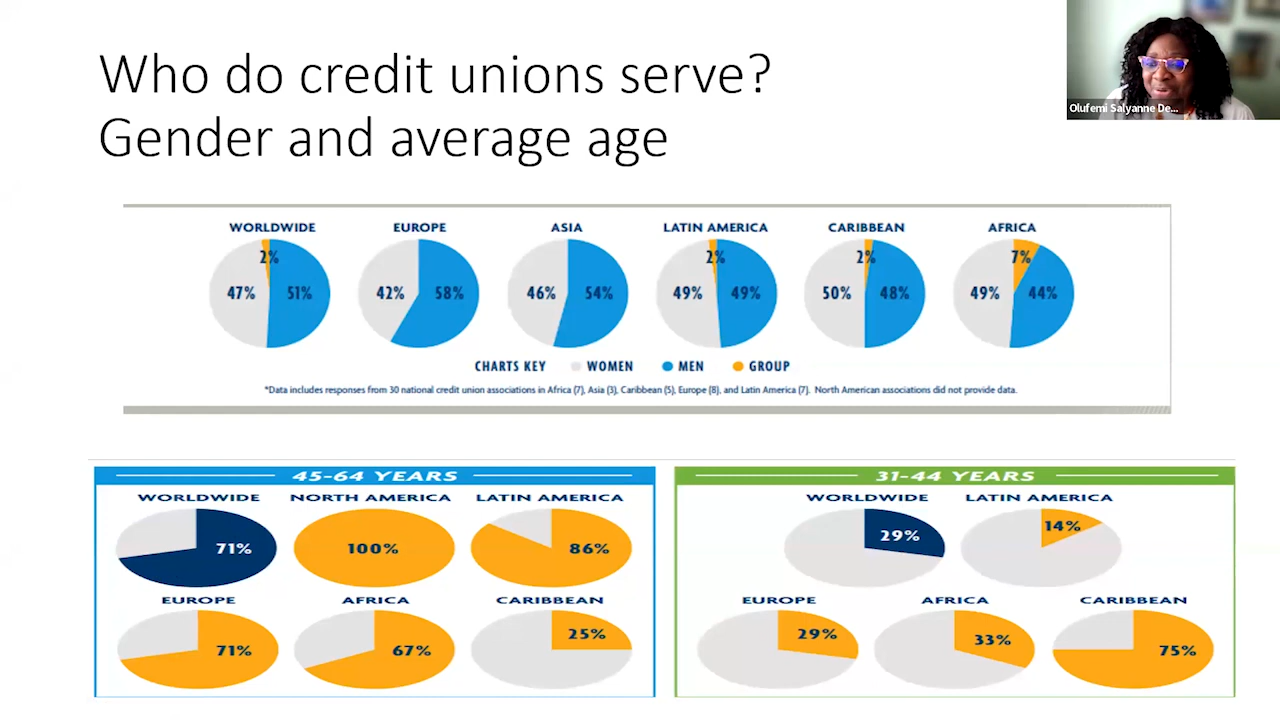 Who do credit unions serve?
Gender and average age
Olufemi Salyanne De...
WORLDWIDE EUROPE ASIA LATIN AMERICA CARIBBEAN AFRICA
2% 2% 2% 7%
47% 51% 42% 58% 46% 54% 49% 49% 50% 48% 49% 44%
CHARTS KEY WOMEN MEN GROUP
*Data includes responses from 30 national credit union associations in Africa (7), Asia (3), Caribbean (5), Europe (8), and Latin America (7). North American associations did not provide data.
45-64 YEARS
WORLDWIDE NORTH AMERICA LATIN AMERICA
71% 100% 86%
EUROPE AFRICA CARIBBEAN
71% 67% 25%
31-44 YEARS
WORLDWIDE LATIN AMERICA
29% 14%
EUROPE AFRICA CARIBBEAN
29% 33% 75%